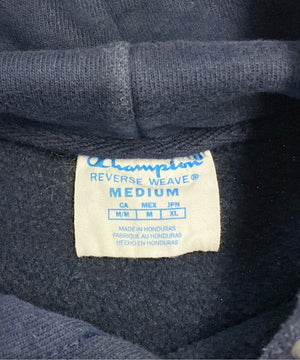 Champion
REVERSE WEAVE®
MEDIUM
CA MEX JPN
M/M M XL
MADE IN HONDURAS
FABRIQUÉ AU HONDURAS
HECHO EN HONDURAS